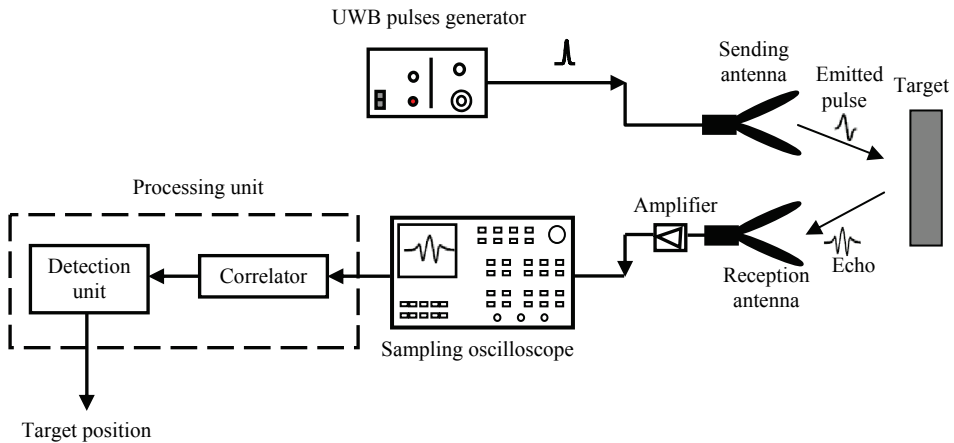 UWB pulses generator
Sending
antenna
Emitted
pulse
Target
Processing unit
Amplifier
Detection
unit
Correlator
Echo
Reception
antenna
Sampling oscilloscope
Target position